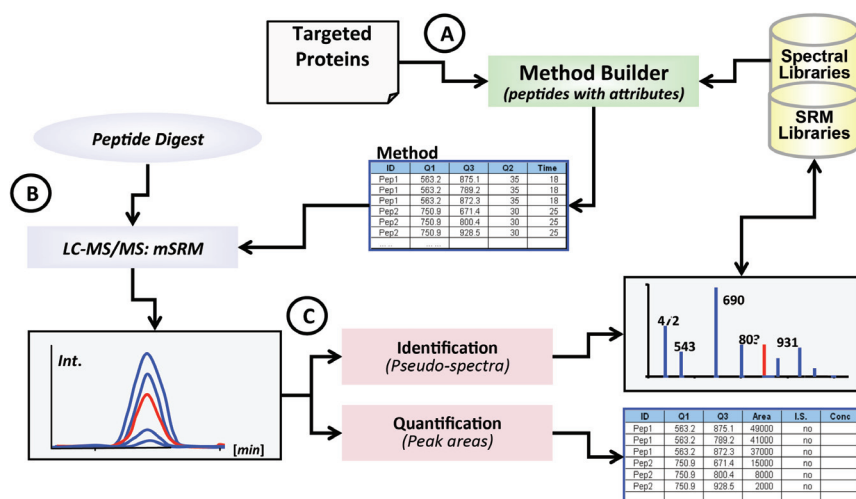 Targeted
Proteins
A
Method Builder
(peptides with attributes)
Spectral
Libraries
SRM
Libraries
Peptide Digest
B
LC-MS/MS: mSRM
Method
ID Q1 Q3 Q2 Time
Pep1 563.2 875.1 35 18
Pep1 563.2 789.2 35 18
Pep1 563.2 872.3 35 18
Pep2 750.9 671.4 30 25
Pep2 750.9 800.4 30 25
Pep2 750.9 928.5 30 25
C
Int.
[min]
Identification
(Pseudo-spectra)
Quantification
(Peak areas)
690
543
931
ID Q1 Q3 Area I.S. Conc
Pep1 563.2 875.1 49000 no
Pep1 563.2 789.2 41000 no
Pep1 563.2 872.3 37000 no
Pep2 750.9 671.4 15000 no
Pep2 750.9 800.4 8000 no
Pep2 750.9 928.5 2000 no